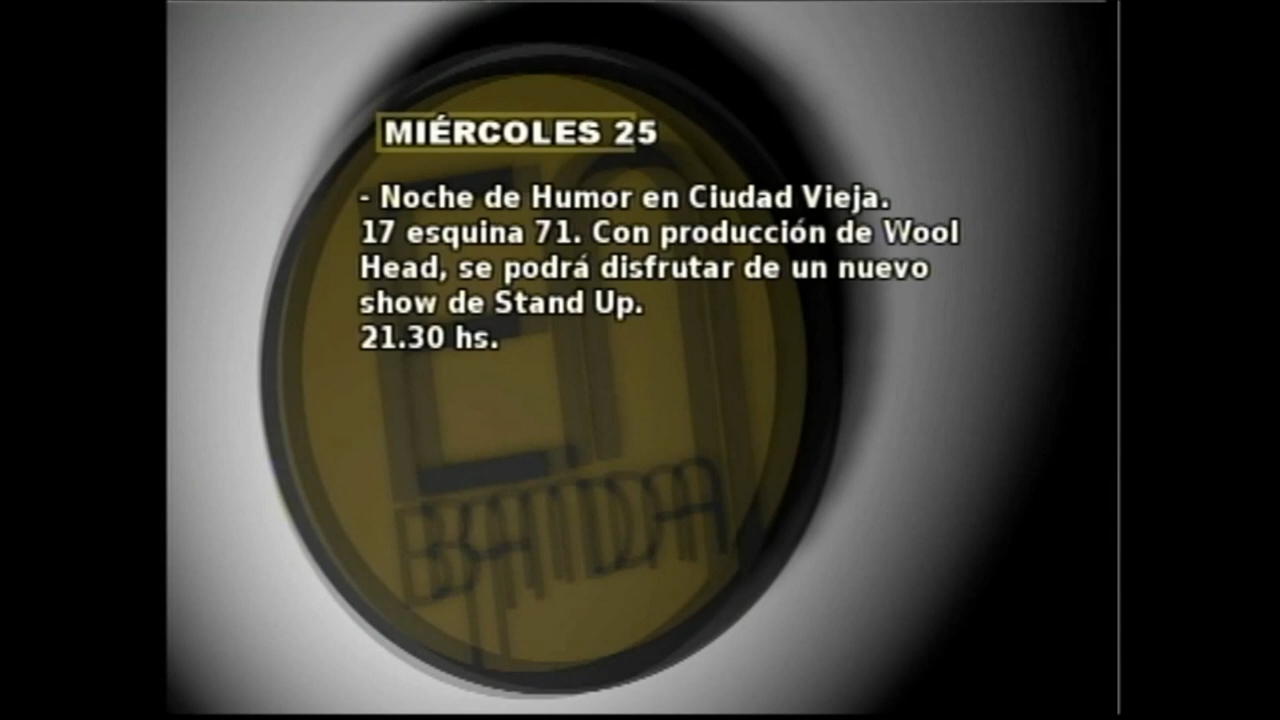 MIÉRCOLES 25
- Noche de Humor en Ciudad Vieja.
17 esquina 71. Con producción de Wool
Head, se podrá disfrutar de un nuevo
show de Stand Up.
21.30 hs.